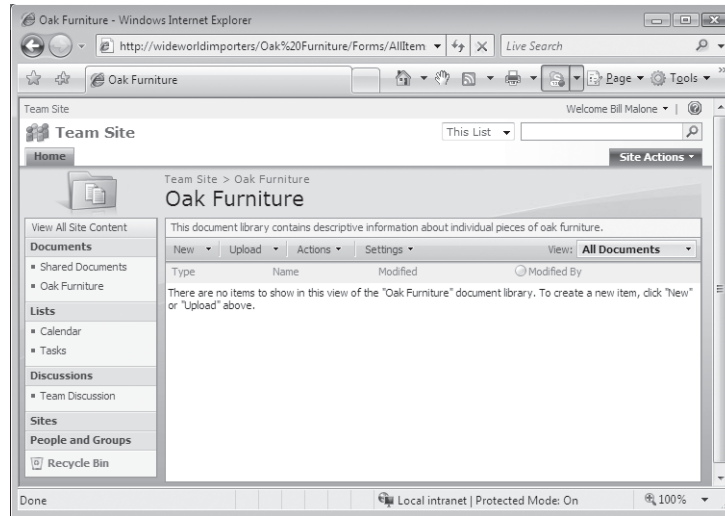 Oak Furniture - Windows Internet Explorer
http://wideworldimporters/Oak%20Furniture/Forms/AllItem
Live Search
Oak Furniture
Page
Tools
Team Site
Welcome Bill Malone
Team Site
This List
Home
Site Actions
Team Site > Oak Furniture
Oak Furniture
View All Site Content
Documents
Shared Documents
Oak Furniture
Lists
Calendar
Tasks
Discussions
Team Discussion
Sites
People and Groups
Recycle Bin
This document library contains descriptive information about individual pieces of oak furniture.
New Upload Actions Settings View: All Documents
Type Name Modified Modified By
There are no items to show in this view of the "Oak Furniture" document library. To create a new item, click "New"
or "Upload" above.
Done
Local intranet | Protected Mode: On
100%